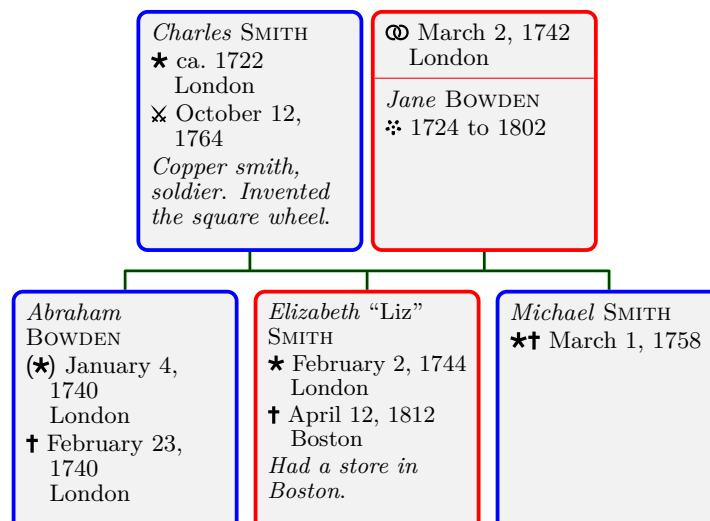 Charles SMITH
★ ca. 1722
London
⚔ October 12,
1764
Copper smith,
soldier. Invented
the square wheel.
⚭ March 2, 1742
London
Jane BOWDEN
⁘ 1724 to 1802
Abraham
BOWDEN
(★) January 4,
1740
London
✝ February 23,
1740
London
Elizabeth “Liz”
SMITH
★ February 2, 1744
London
✝ April 12, 1812
Boston
Had a store in
Boston.
Michael SMITH
★✝ March 1, 1758